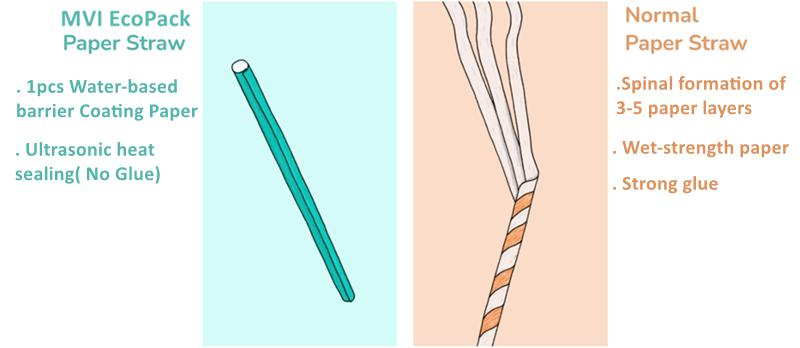 MVI EcoPack
Paper Straw
. 1pcs Water-based
barrier Coating Paper
. Ultrasonic heat
sealing( No Glue)
Normal
Paper Straw
.Spinal formation of
3-5 paper layers
. Wet-strength paper
. Strong glue